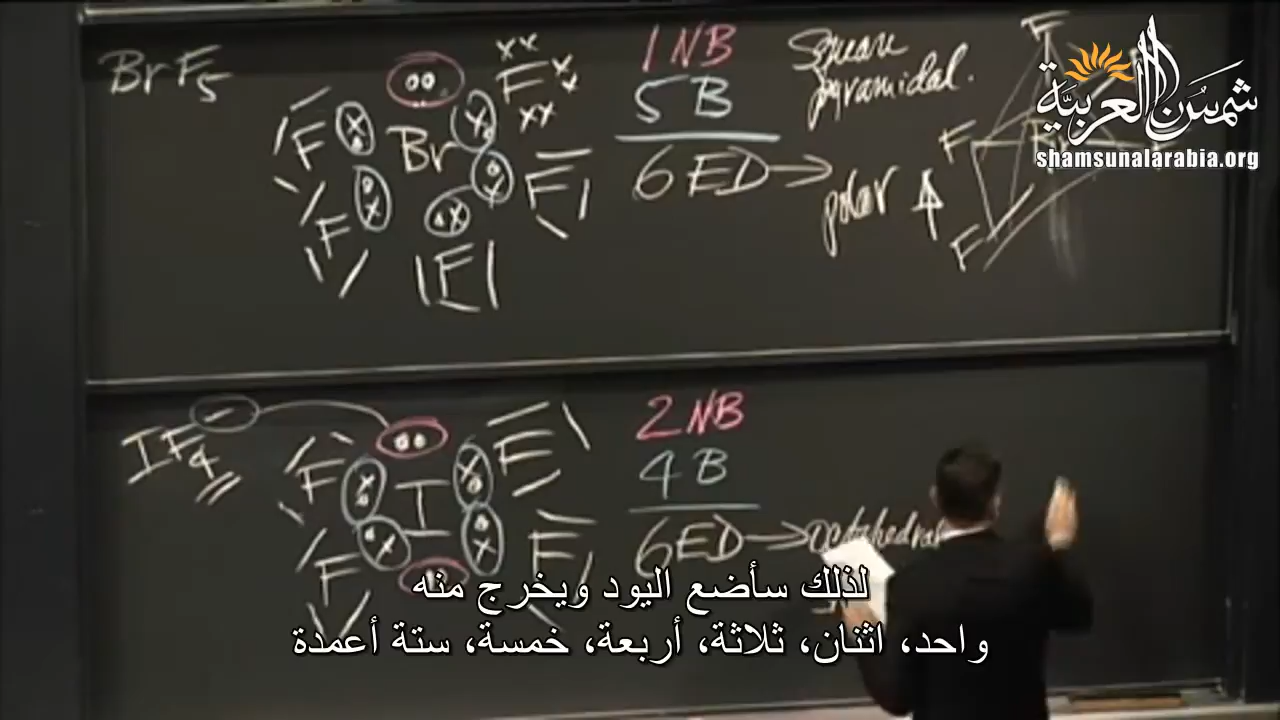 BrF5
F
Br
F
F
F
F
1 NB
5 B
6 ED →
Square
pyramidal.
polar
F
F
F
شمس العربية
shamsunalarabia.org
IF4 −
F
I
F
F
F
2 NB
4 B
6 ED → octahedral
لذلك سأضع اليود ويخرج منه
واحد، اثنان، ثلاثة، أربعة، خمسة، ستة أعمدة